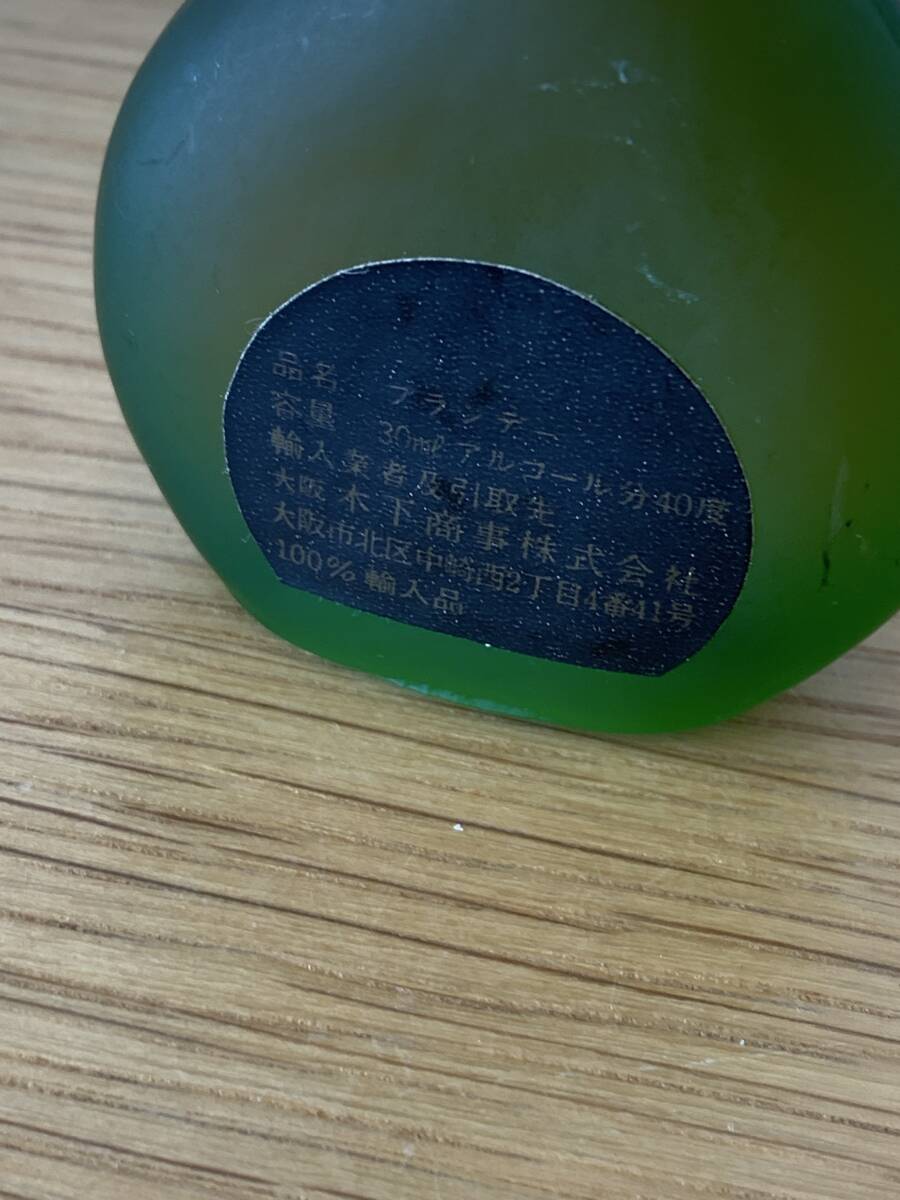 品名 ブランデー
容量 30ml アルコール分40度
輸入業者及引取先
大阪 木下商事株式会社
大阪市北区中崎西2丁目4番41号
100% 輸入品